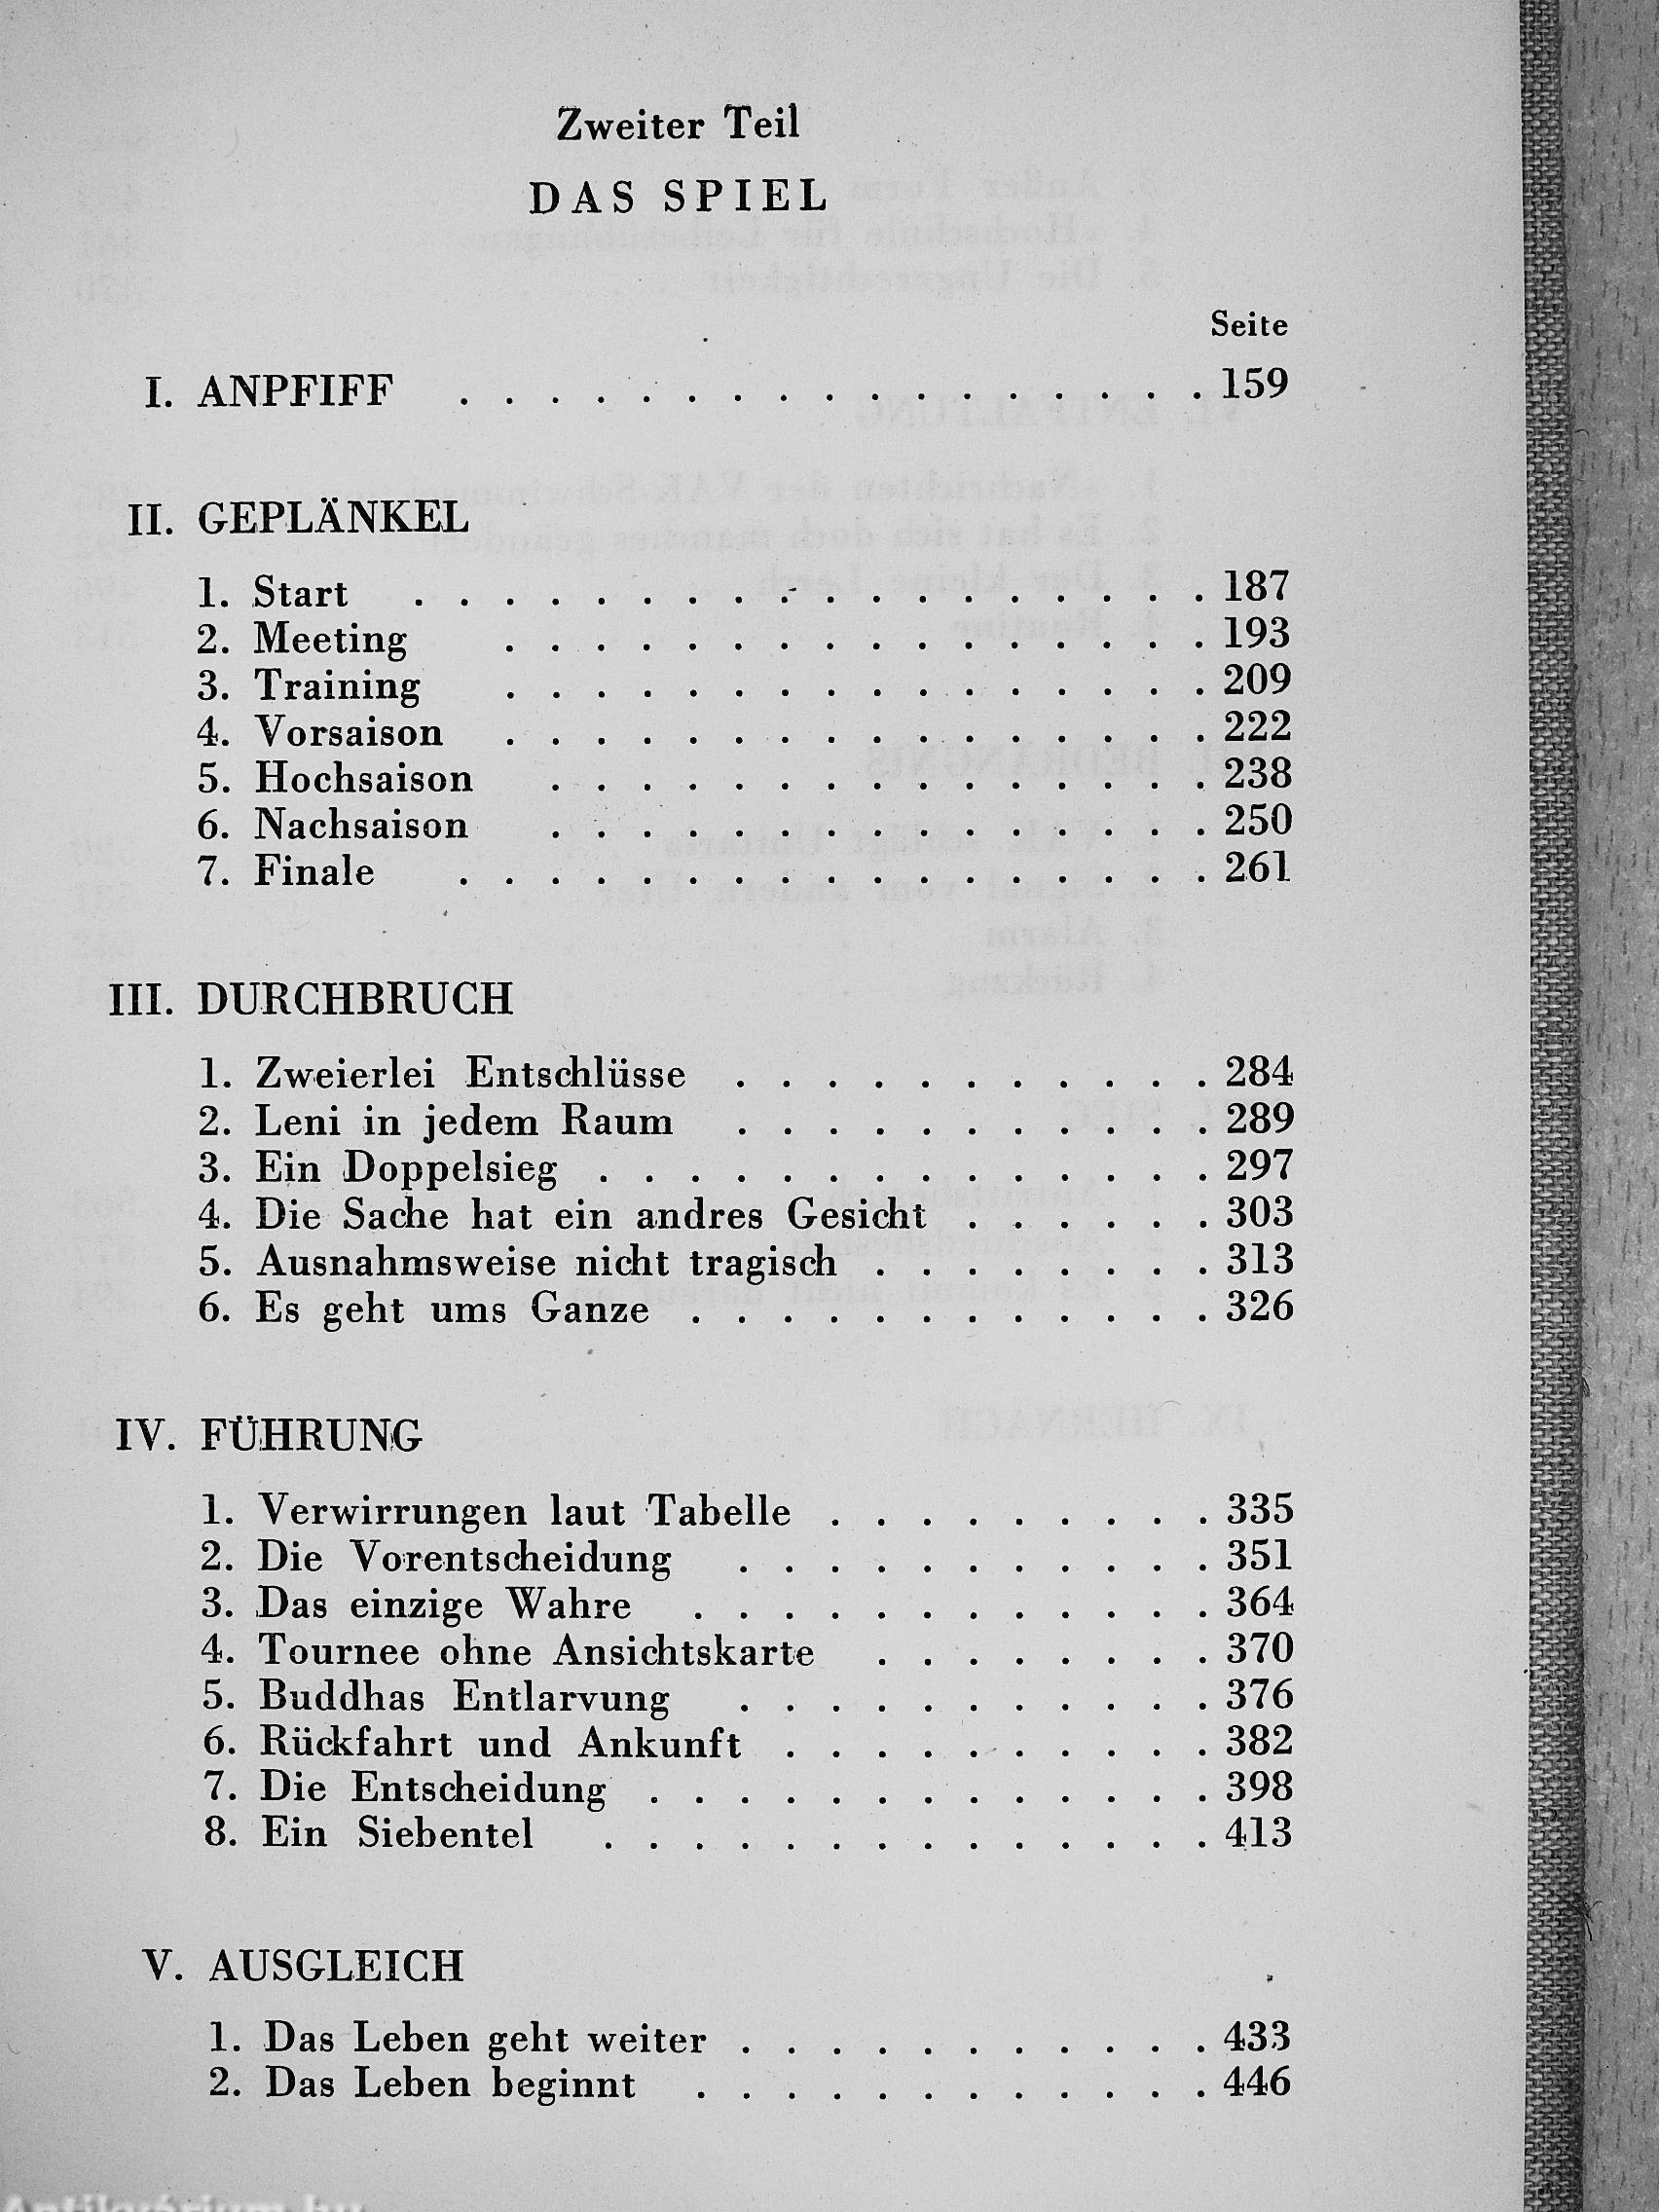 Zweiter Teil
DAS SPIEL
Seite
I. ANPFIFF . . . . . . . . . . . . . . . . . 159
II. GEPLÄNKEL
1. Start . . . . . . . . . . . . . . . . . . 187
2. Meeting . . . . . . . . . . . . . . . . 193
3. Training . . . . . . . . . . . . . . . . 209
4. Vorsaison . . . . . . . . . . . . . . . . 222
5. Hochsaison . . . . . . . . . . . . . . . 238
6. Nachsaison . . . . . . . . . . . . . . . 250
7. Finale . . . . . . . . . . . . . . . . . 261
III. DURCHBRUCH
1. Zweierlei Entschlüsse . . . . . . . . . . . 284
2. Leni in jedem Raum . . . . . . . . . . . 289
3. Ein Doppelsieg . . . . . . . . . . . . . . 297
4. Die Sache hat ein andres Gesicht . . . . . . 303
5. Ausnahmsweise nicht tragisch . . . . . . . . 313
6. Es geht ums Ganze . . . . . . . . . . . . 326
IV. FÜHRUNG
1. Verwirrungen laut Tabelle . . . . . . . . . 335
2. Die Vorentscheidung . . . . . . . . . . . 351
3. Das einzige Wahre . . . . . . . . . . . . 364
4. Tournee ohne Ansichtskarte . . . . . . . . 370
5. Buddhas Entlarvung . . . . . . . . . . . 376
6. Rückfahrt und Ankunft . . . . . . . . . . 382
7. Die Entscheidung . . . . . . . . . . . . . 398
8. Ein Siebentel . . . . . . . . . . . . . . 413
V. AUSGLEICH
1. Das Leben geht weiter . . . . . . . . . . . 433
2. Das Leben beginnt . . . . . . . . . . . . 446